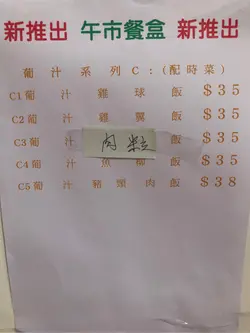 新推出 午市餐盒 新推出
葡汁系列C:(配時菜)
C1葡汁雞球飯 $35
C2葡汁雞翼飯 $35
C3葡汁肉粒飯 $35
C4葡汁魚柳飯 $35
C5葡汁豬頸肉飯 $38